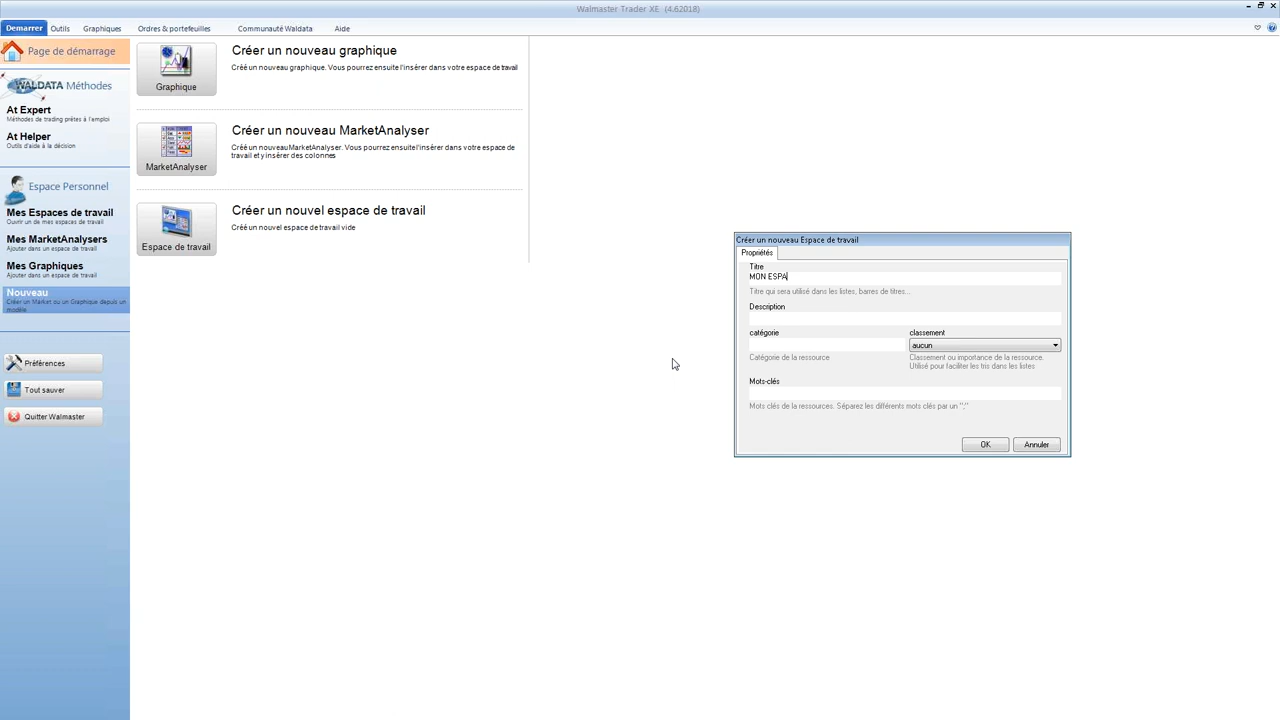 Walmaster Trader XE (4.62018)
Demarrer Outils Graphiques Ordres & portefeuilles Communauté Waldata Aide
Page de démarrage
WALDATA Méthodes
At Expert
Méthodes de trading prêtes à l'emploi
At Helper
Outils d'aide à la décision
Espace Personnel
Mes Espaces de travail
Ouvrir un de mes espaces de travail
Mes MarketAnalysers
Ajouter dans un espace de travail
Mes Graphiques
Ajouter dans un espace de travail
Nouveau
Créer un Market ou un Graphique depuis un
modèle
Préférences
Tout sauver
Quitter Walmaster
Graphique
Créer un nouveau graphique
Créé un nouveau graphique. Vous pourrez ensuite l'insérer dans votre espace de travail
MarketAnalyser
Créer un nouveau MarketAnalyser
Créé un nouveau MarketAnalyser. Vous pourrez ensuite l'insérer dans votre espace de
travail et y insérer des colonnes
Espace de travail
Créer un nouvel espace de travail
Créé un nouvel espace de travail vide
Créer un nouveau Espace de travail
Propriétés
Titre
MON ESPA
Titre qui sera utilisé dans les listes, barres de titres...
Description
catégorie classement
aucun
Catégorie de la ressource
Classement ou importance de la ressource.
Utilisé pour faciliter les tris dans les listes
Mots-clés
Mots clés de la ressources. Séparez les différents mots clés par un ";"
OK Annuler